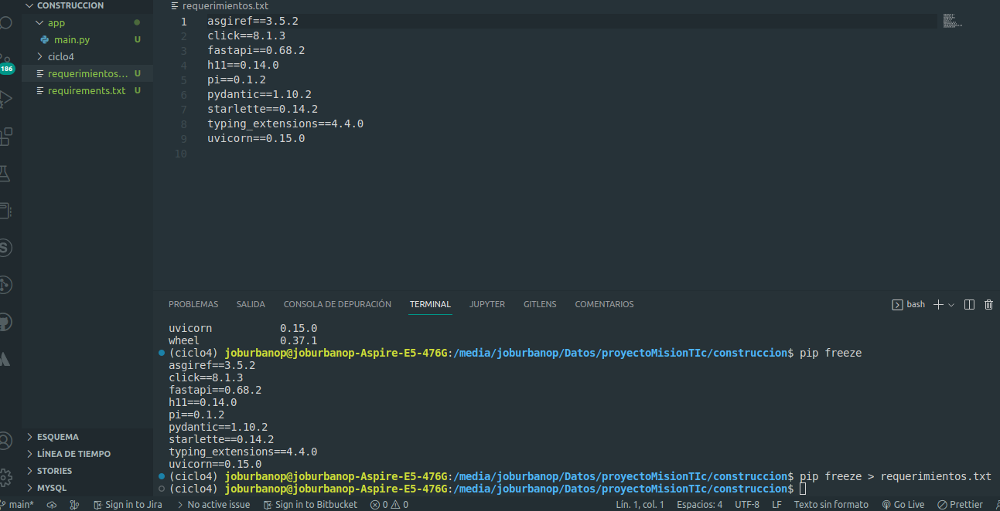 CONSTRUCCION
app
main.py U
ciclo4
requerimientos... U
requirements.txt U
186
ESQUEMA
LÍNEA DE TIEMPO
STORIES
MYSQL
requerimientos.txt
1 asgiref==3.5.2
2 click==8.1.3
3 fastapi==0.68.2
4 h11==0.14.0
5 pi==0.1.2
6 pydantic==1.10.2
7 starlette==0.14.2
8 typing_extensions==4.4.0
9 uvicorn==0.15.0
10
PROBLEMAS SALIDA CONSOLA DE DEPURACIÓN TERMINAL JUPYTER GITLENS COMENTARIOS bash
uvicorn 0.15.0
wheel 0.37.1
(ciclo4) joburbanop@joburbanop-Aspire-E5-476G:/media/joburbanop/Datos/proyectoMisionTIc/construccion$ pip freeze
asgiref==3.5.2
click==8.1.3
fastapi==0.68.2
h11==0.14.0
pi==0.1.2
pydantic==1.10.2
starlette==0.14.2
typing_extensions==4.4.0
uvicorn==0.15.0
(ciclo4) joburbanop@joburbanop-Aspire-E5-476G:/media/joburbanop/Datos/proyectoMisionTIc/construccion$ pip freeze > requerimientos.txt
(ciclo4) joburbanop@joburbanop-Aspire-E5-476G:/media/joburbanop/Datos/proyectoMisionTIc/construccion$
main* Sign in to Jira No active issue Sign in to Bitbucket 0 0 Lín. 1, col. 1 Espacios: 4 UTF-8 LF Texto sin formato Go Live Prettier